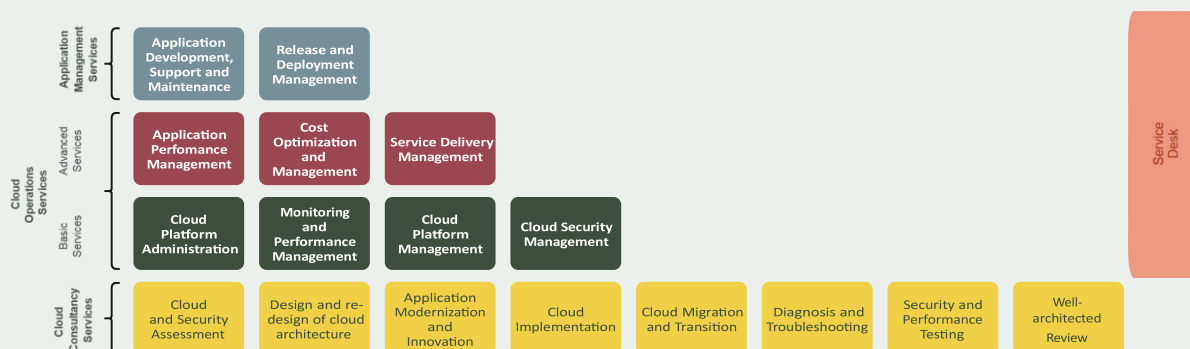 Application
Management
Services
Application
Development,
Support and
Maintenance
Release and
Deployment
Management
Cloud
Operations
Services
Advanced
Services
Application
Perfomance
Management
Cost
Optimization
and
Management
Service Delivery
Management
Basic
Services
Cloud
Platform
Administration
Monitoring
and
Performance
Management
Cloud
Platform
Management
Cloud Security
Management
Cloud
Consultancy
Services
Cloud
and Security
Assessment
Design and re-
design of cloud
architecture
Application
Modernization
and
Innovation
Cloud
Implementation
Cloud Migration
and Transition
Diagnosis and
Troubleshooting
Security and
Performance
Testing
Well-
architected
Review
Service
Desk